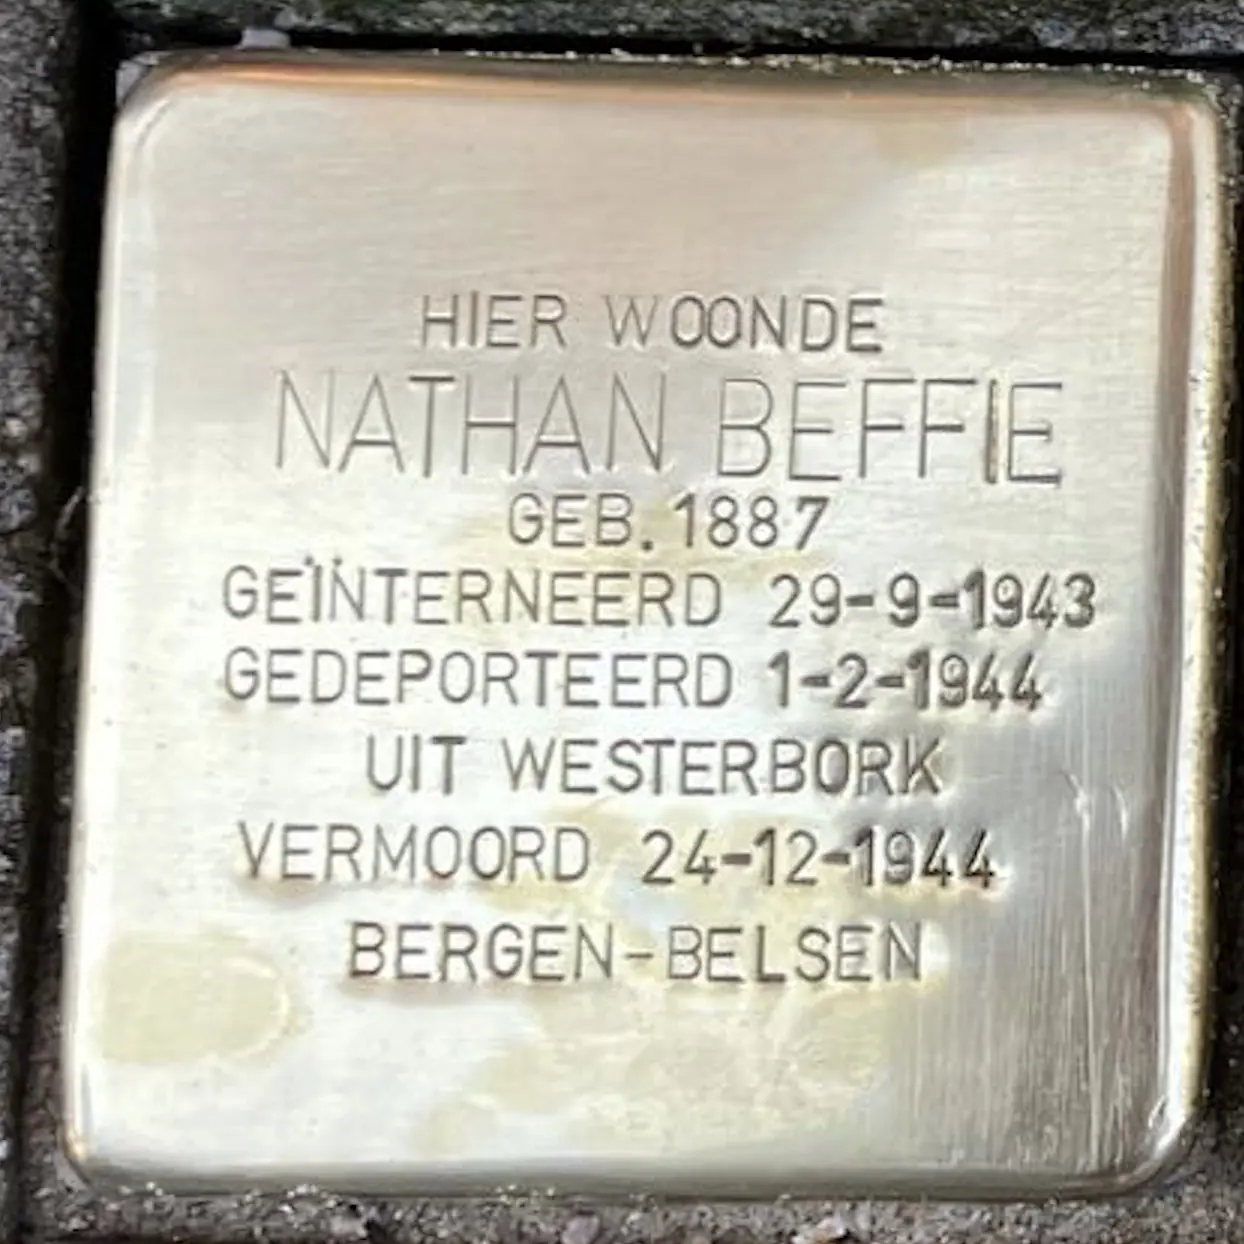 HIER WOONDE
NATHAN BEFFIE
GEB. 1887
GEÏNTERNEERD 29-9-1943
GEDEPORTEERD 1-2-1944
UIT WESTERBORK
VERMOORD 24-12-1944
BERGEN-BELSEN